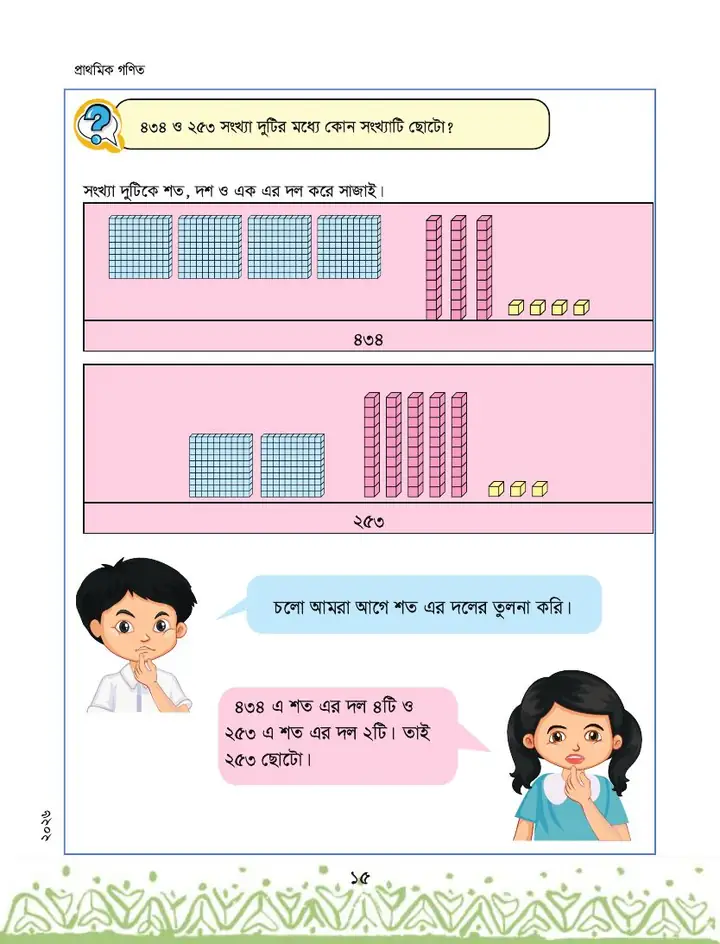 প্রাথমিক গণিত
৪৩৪ ও ২৫৩ সংখ্যা দুটির মধ্যে কোন সংখ্যাটি ছোটো?
সংখ্যা দুটিকে শত, দশ ও এক এর দল করে সাজাই।
৪৩৪
২৫৩
চলো আমরা আগে শত এর দলের তুলনা করি।
৪৩৪ এ শত এর দল ৪টি ও
২৫৩ এ শত এর দল ২টি। তাই
২৫৩ ছোটো।
২০২৬
১৫